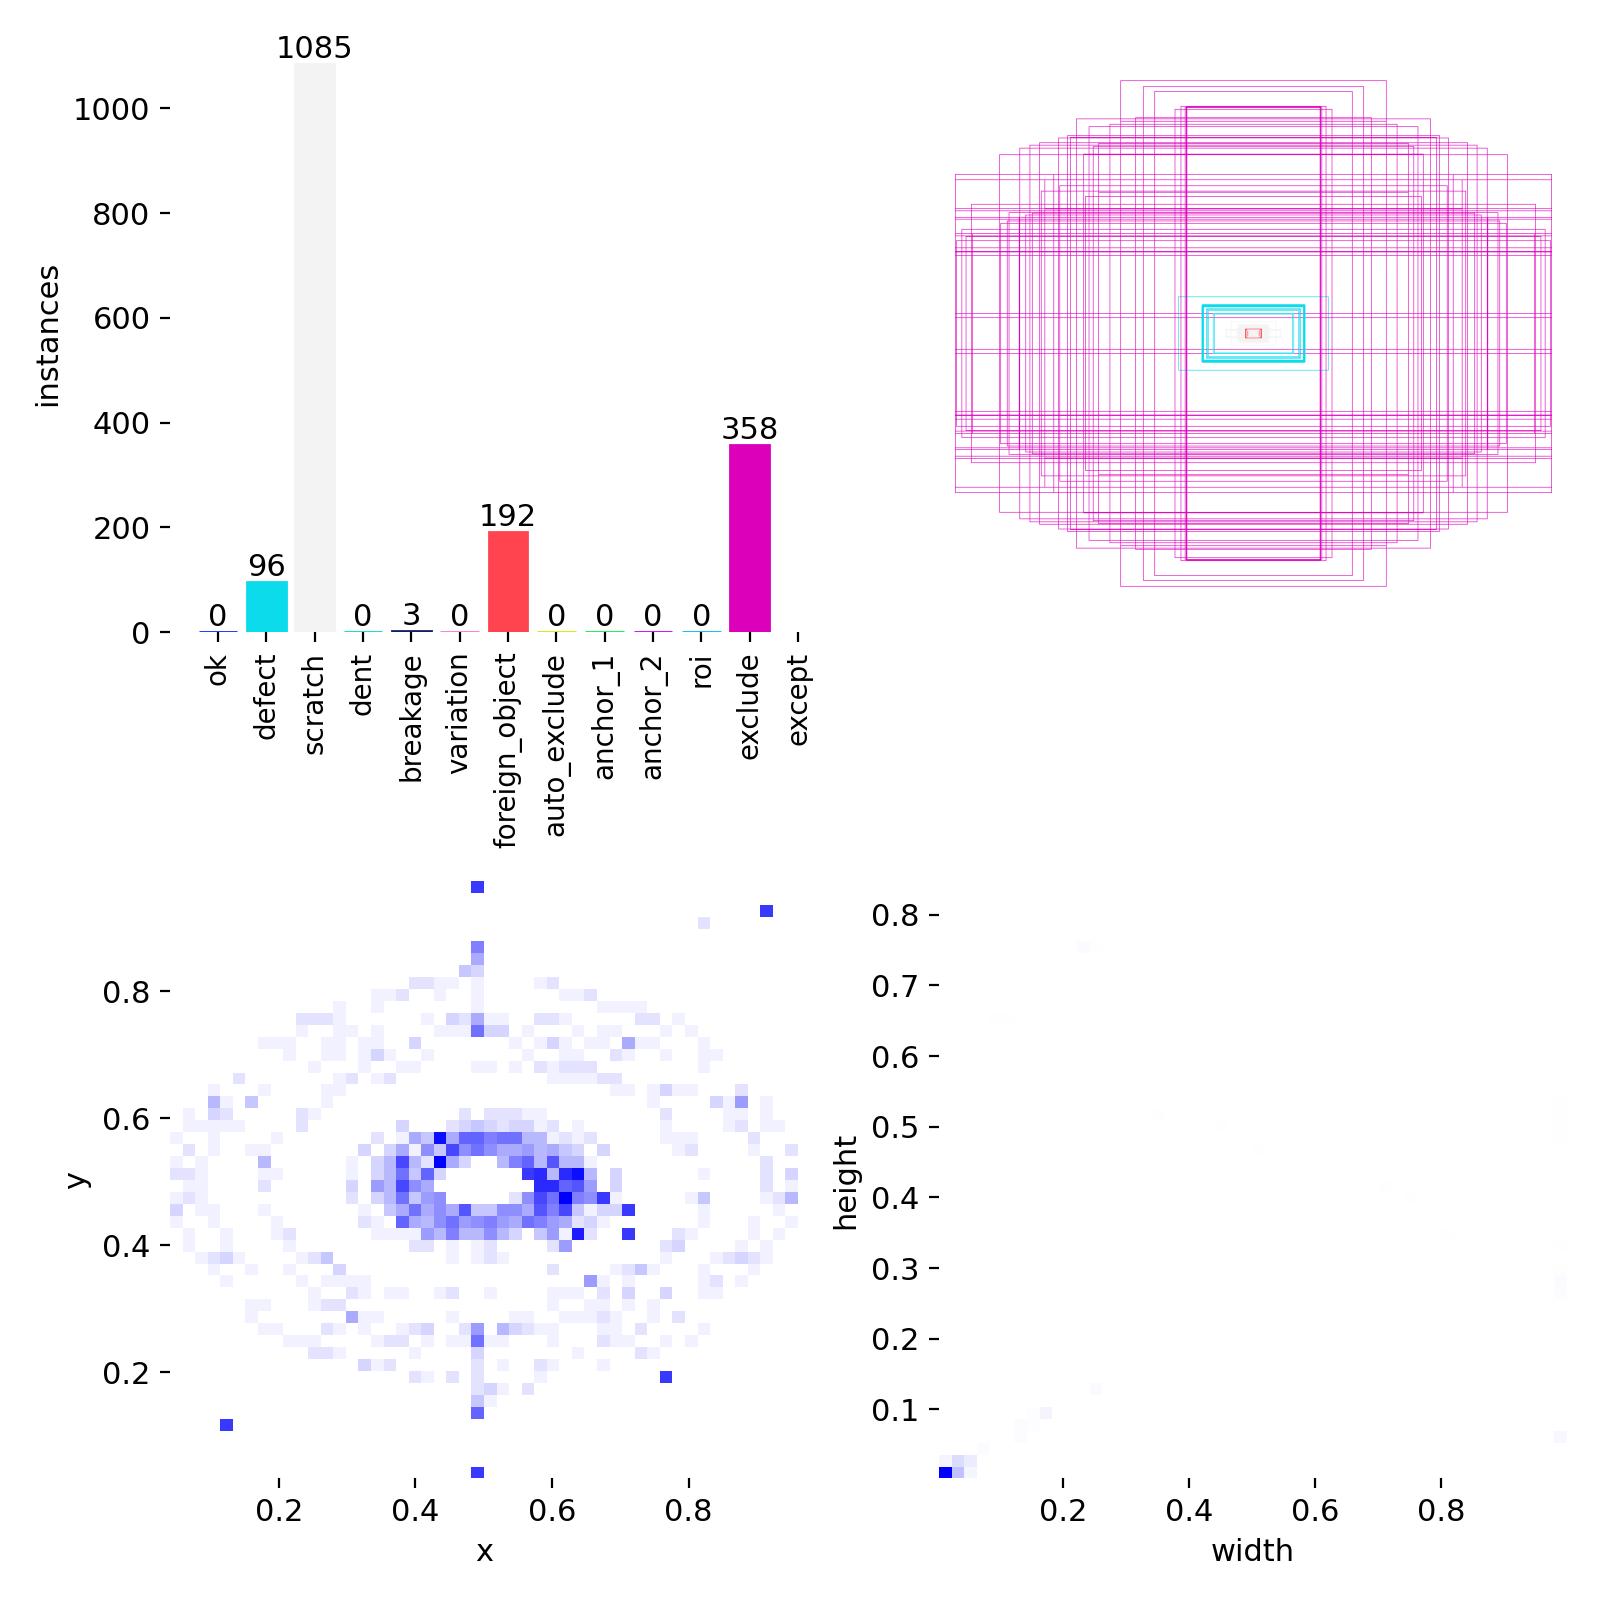 1085
1000
800
600
400
200
0
instances
0
96
0
3
0
192
0
0
0
0
358
ok
defect
scratch
dent
breakage
variation
foreign_object
auto_exclude
anchor_1
anchor_2
roi
exclude
except
0.8
0.6
0.4
0.2
y
0.2 0.4 0.6 0.8
x
0.8
0.7
0.6
0.5
0.4
0.3
0.2
0.1
height
0.2 0.4 0.6 0.8
width